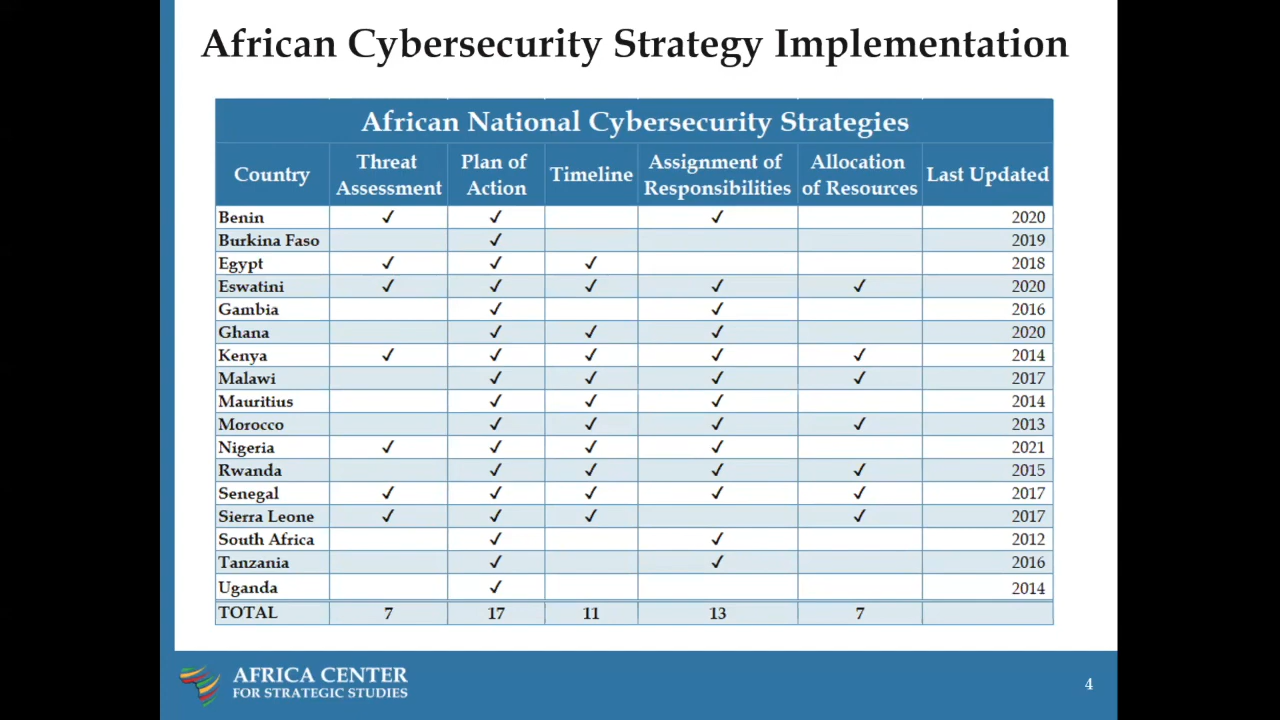 African Cybersecurity Strategy Implementation
African National Cybersecurity Strategies
Country Threat Assessment Plan of Action Timeline Assignment of Responsibilities Allocation of Resources Last Updated
Benin ✓ ✓ ✓ 2020
Burkina Faso ✓ 2019
Egypt ✓ ✓ ✓ 2018
Eswatini ✓ ✓ ✓ ✓ ✓ 2020
Gambia ✓ ✓ 2016
Ghana ✓ ✓ ✓ 2020
Kenya ✓ ✓ ✓ ✓ ✓ 2014
Malawi ✓ ✓ ✓ ✓ 2017
Mauritius ✓ ✓ ✓ 2014
Morocco ✓ ✓ ✓ ✓ 2013
Nigeria ✓ ✓ ✓ ✓ 2021
Rwanda ✓ ✓ ✓ ✓ 2015
Senegal ✓ ✓ ✓ ✓ ✓ 2017
Sierra Leone ✓ ✓ ✓ ✓ 2017
South Africa ✓ ✓ 2012
Tanzania ✓ ✓ 2016
Uganda ✓ 2014
TOTAL 7 17 11 13 7
AFRICA CENTER
FOR STRATEGIC STUDIES
4